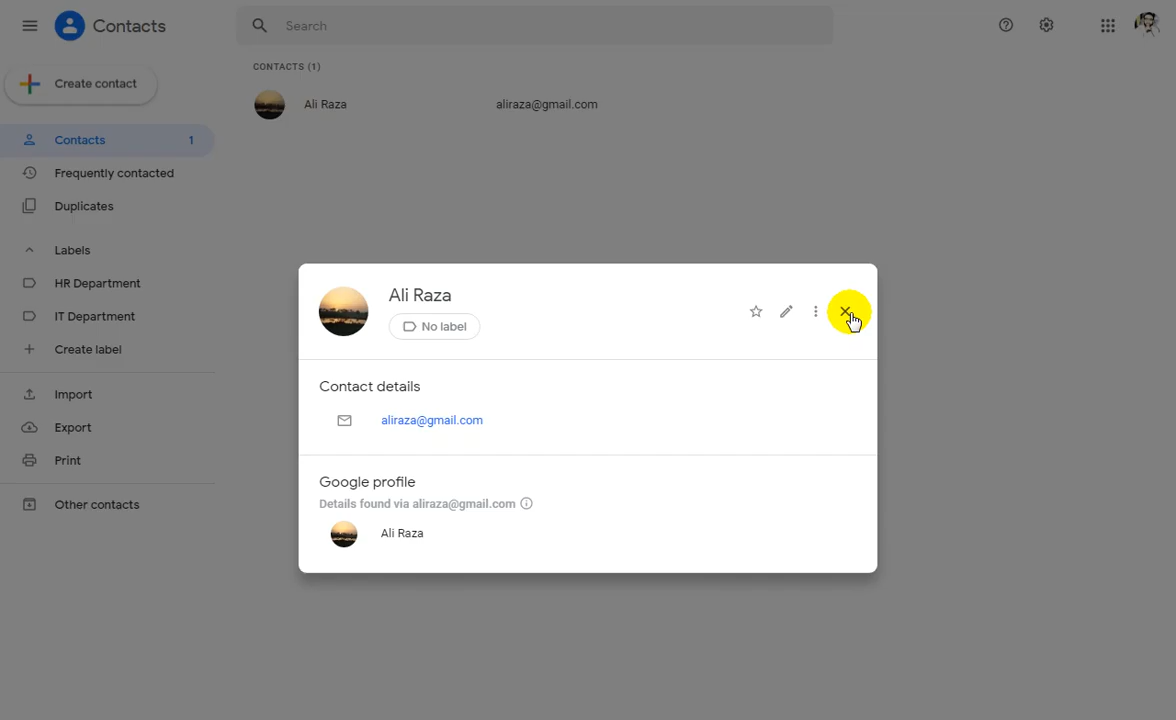 Contacts
Search
Create contact
CONTACTS (1)
Ali Raza aliraza@gmail.com
Contacts 1
Frequently contacted
Duplicates
Labels
HR Department
IT Department
Create label
Import
Export
Print
Other contacts
Ali Raza
No label
Contact details
aliraza@gmail.com
Google profile
Details found via aliraza@gmail.com
Ali Raza